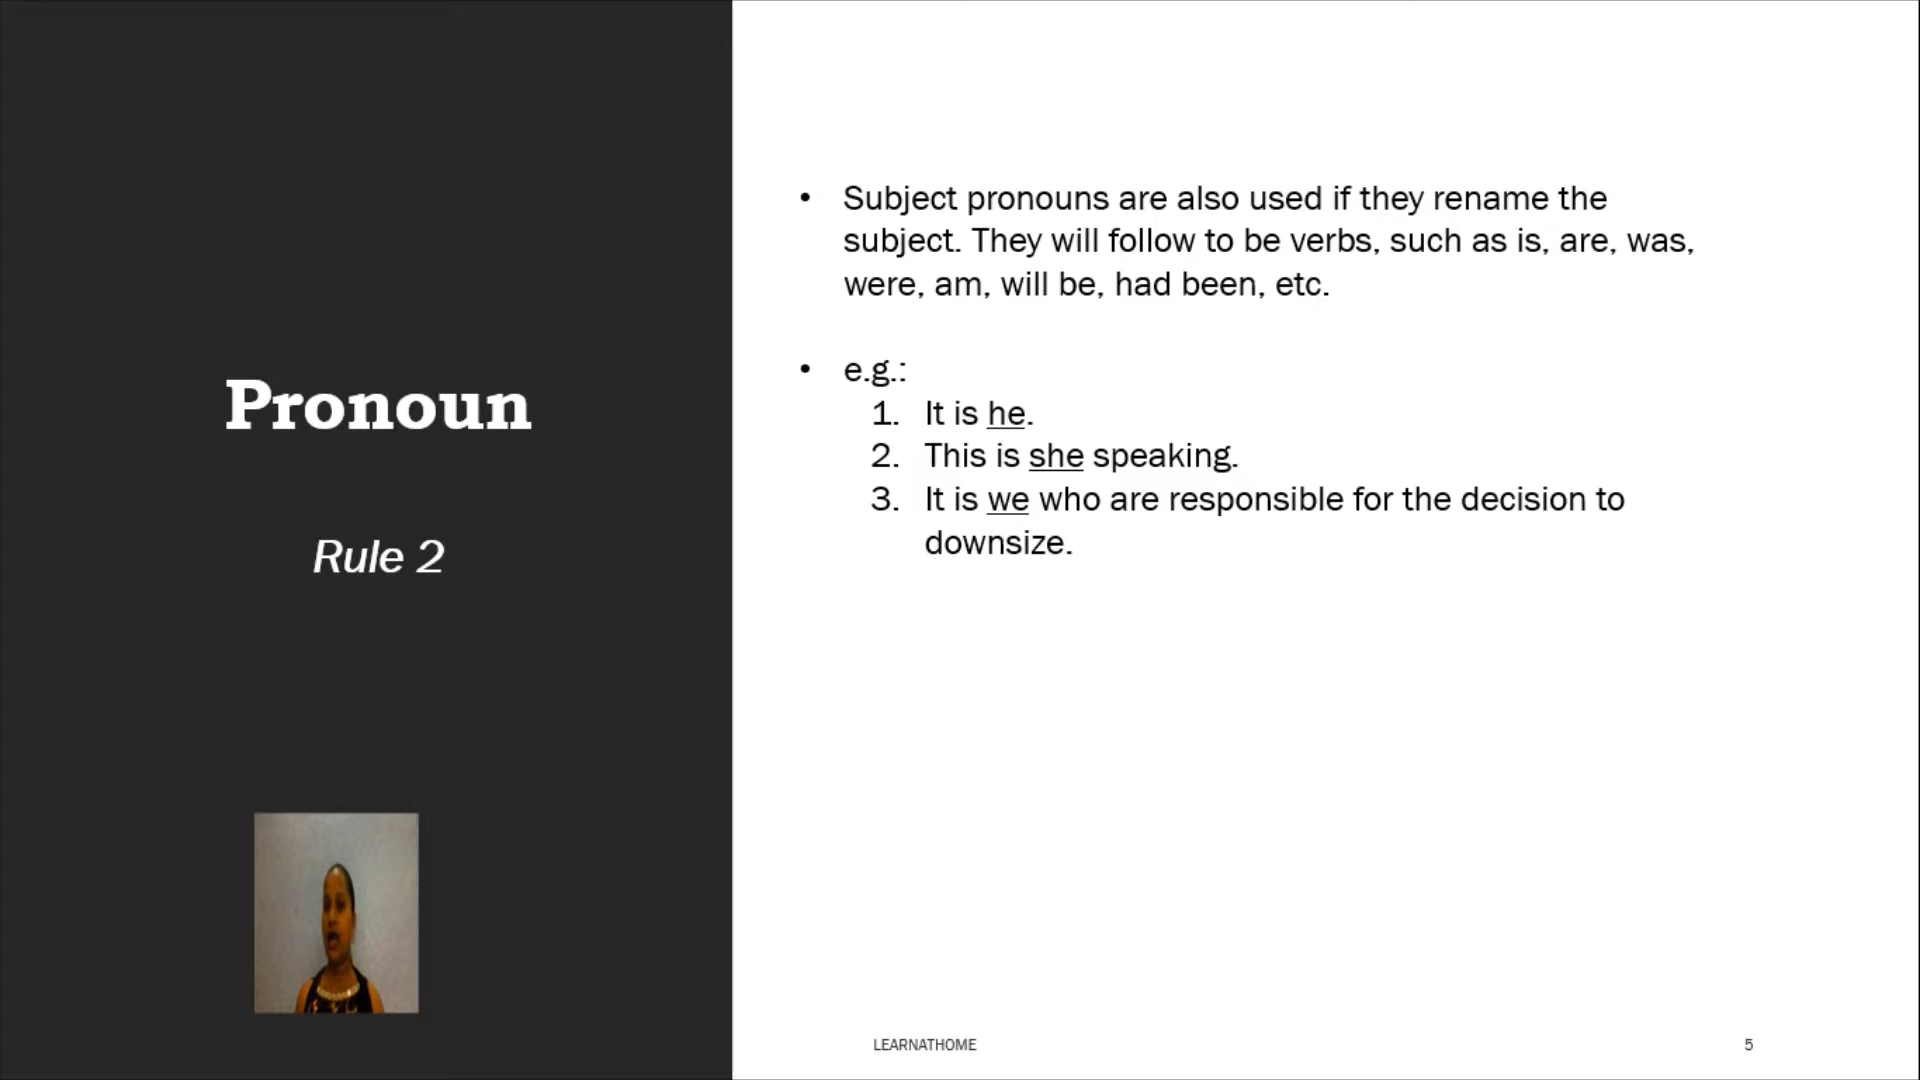 Pronoun
Rule 2
• Subject pronouns are also used if they rename the
subject. They will follow to be verbs, such as is, are, was,
were, am, will be, had been, etc.
• e.g.:
1. It is he.
2. This is she speaking.
3. It is we who are responsible for the decision to
downsize.
LEARNATHOME
5